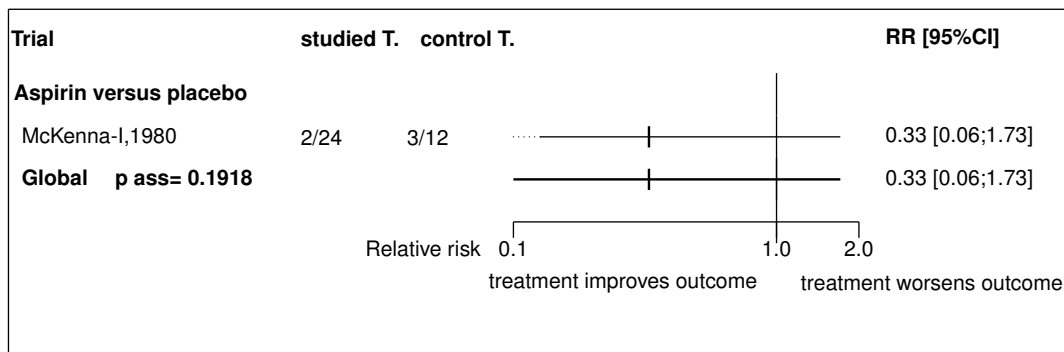 Trial studied T. control T. RR [95%CI]
Aspirin versus placebo
McKenna-I,1980 2/24 3/12 0.33 [0.06;1.73]
Global p ass= 0.1918 0.33 [0.06;1.73]
Relative risk 0.1 1.0 2.0
treatment improves outcome treatment worsens outcome